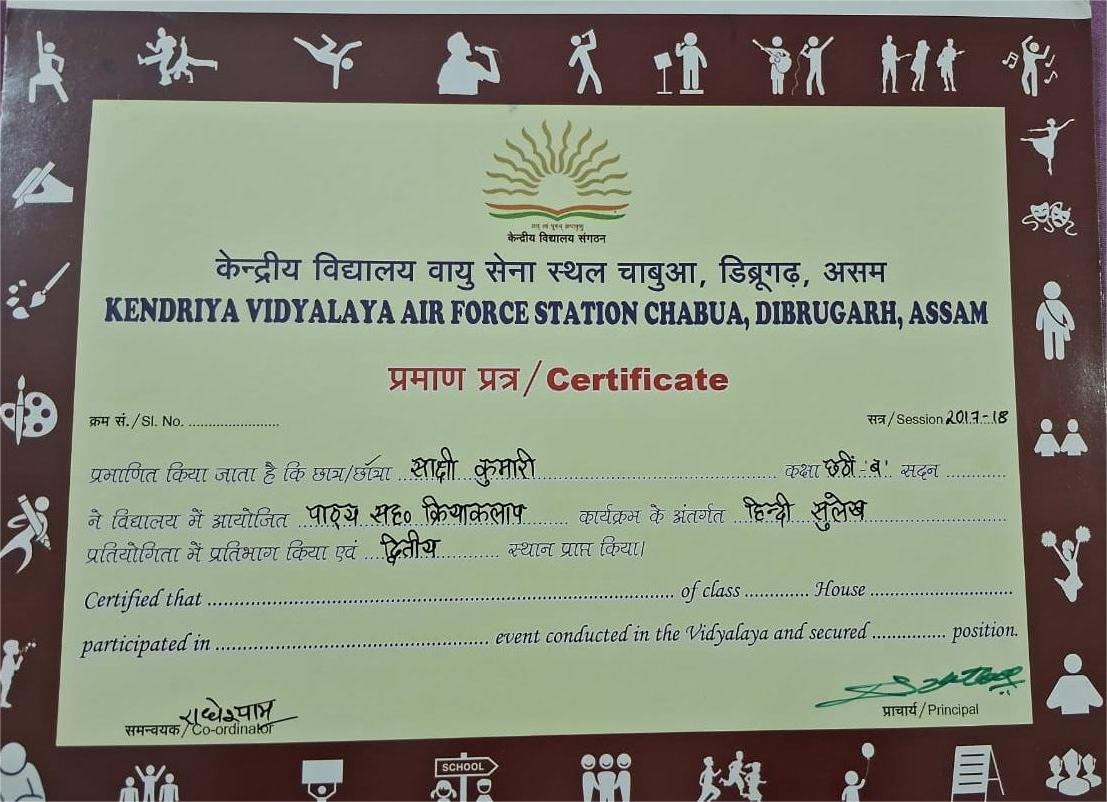 तत् त्वं पूषन् अपावृणु
केन्द्रीय विद्यालय संगठन
केन्द्रीय विद्यालय वायु सेना स्थल चाबुआ, डिब्रूगढ़, असम
KENDRIYA VIDYALAYA AIR FORCE STATION CHABUA, DIBRUGARH, ASSAM
प्रमाण प्रत्र/Certificate
क्रम सं./Sl. No. ........................ सत्र/Session 2017-18
प्रमाणित किया जाता है कि छात्र/छात्रा साक्षी कुमारी कक्षा छठीं 'ब' सदन
ने विद्यालय में आयोजित पाठ्य सह० क्रियाकलाप कार्यक्रम के अंतर्गत हिन्दी सुलेख
प्रतियोगिता में प्रतिभाग किया एवं द्वितीय स्थान प्राप्त किया।
Certified that ........................ of class ............ House ........................
participated in ........................ event conducted in the Vidyalaya and secured .............. position.
राधेश्याम
समन्वयक/Co-ordinator
प्राचार्य/Principal
SCHOOL